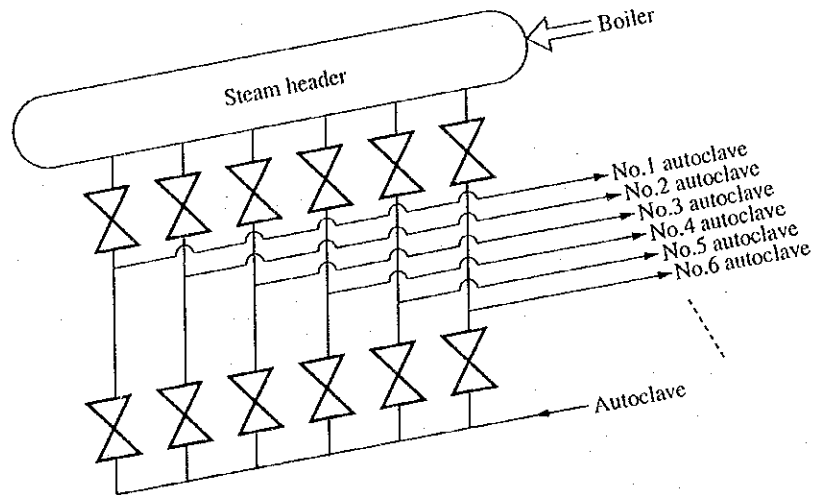 Boiler
Steam header
No.1 autoclave
No.2 autoclave
No.3 autoclave
No.4 autoclave
No.5 autoclave
No.6 autoclave
Autoclave